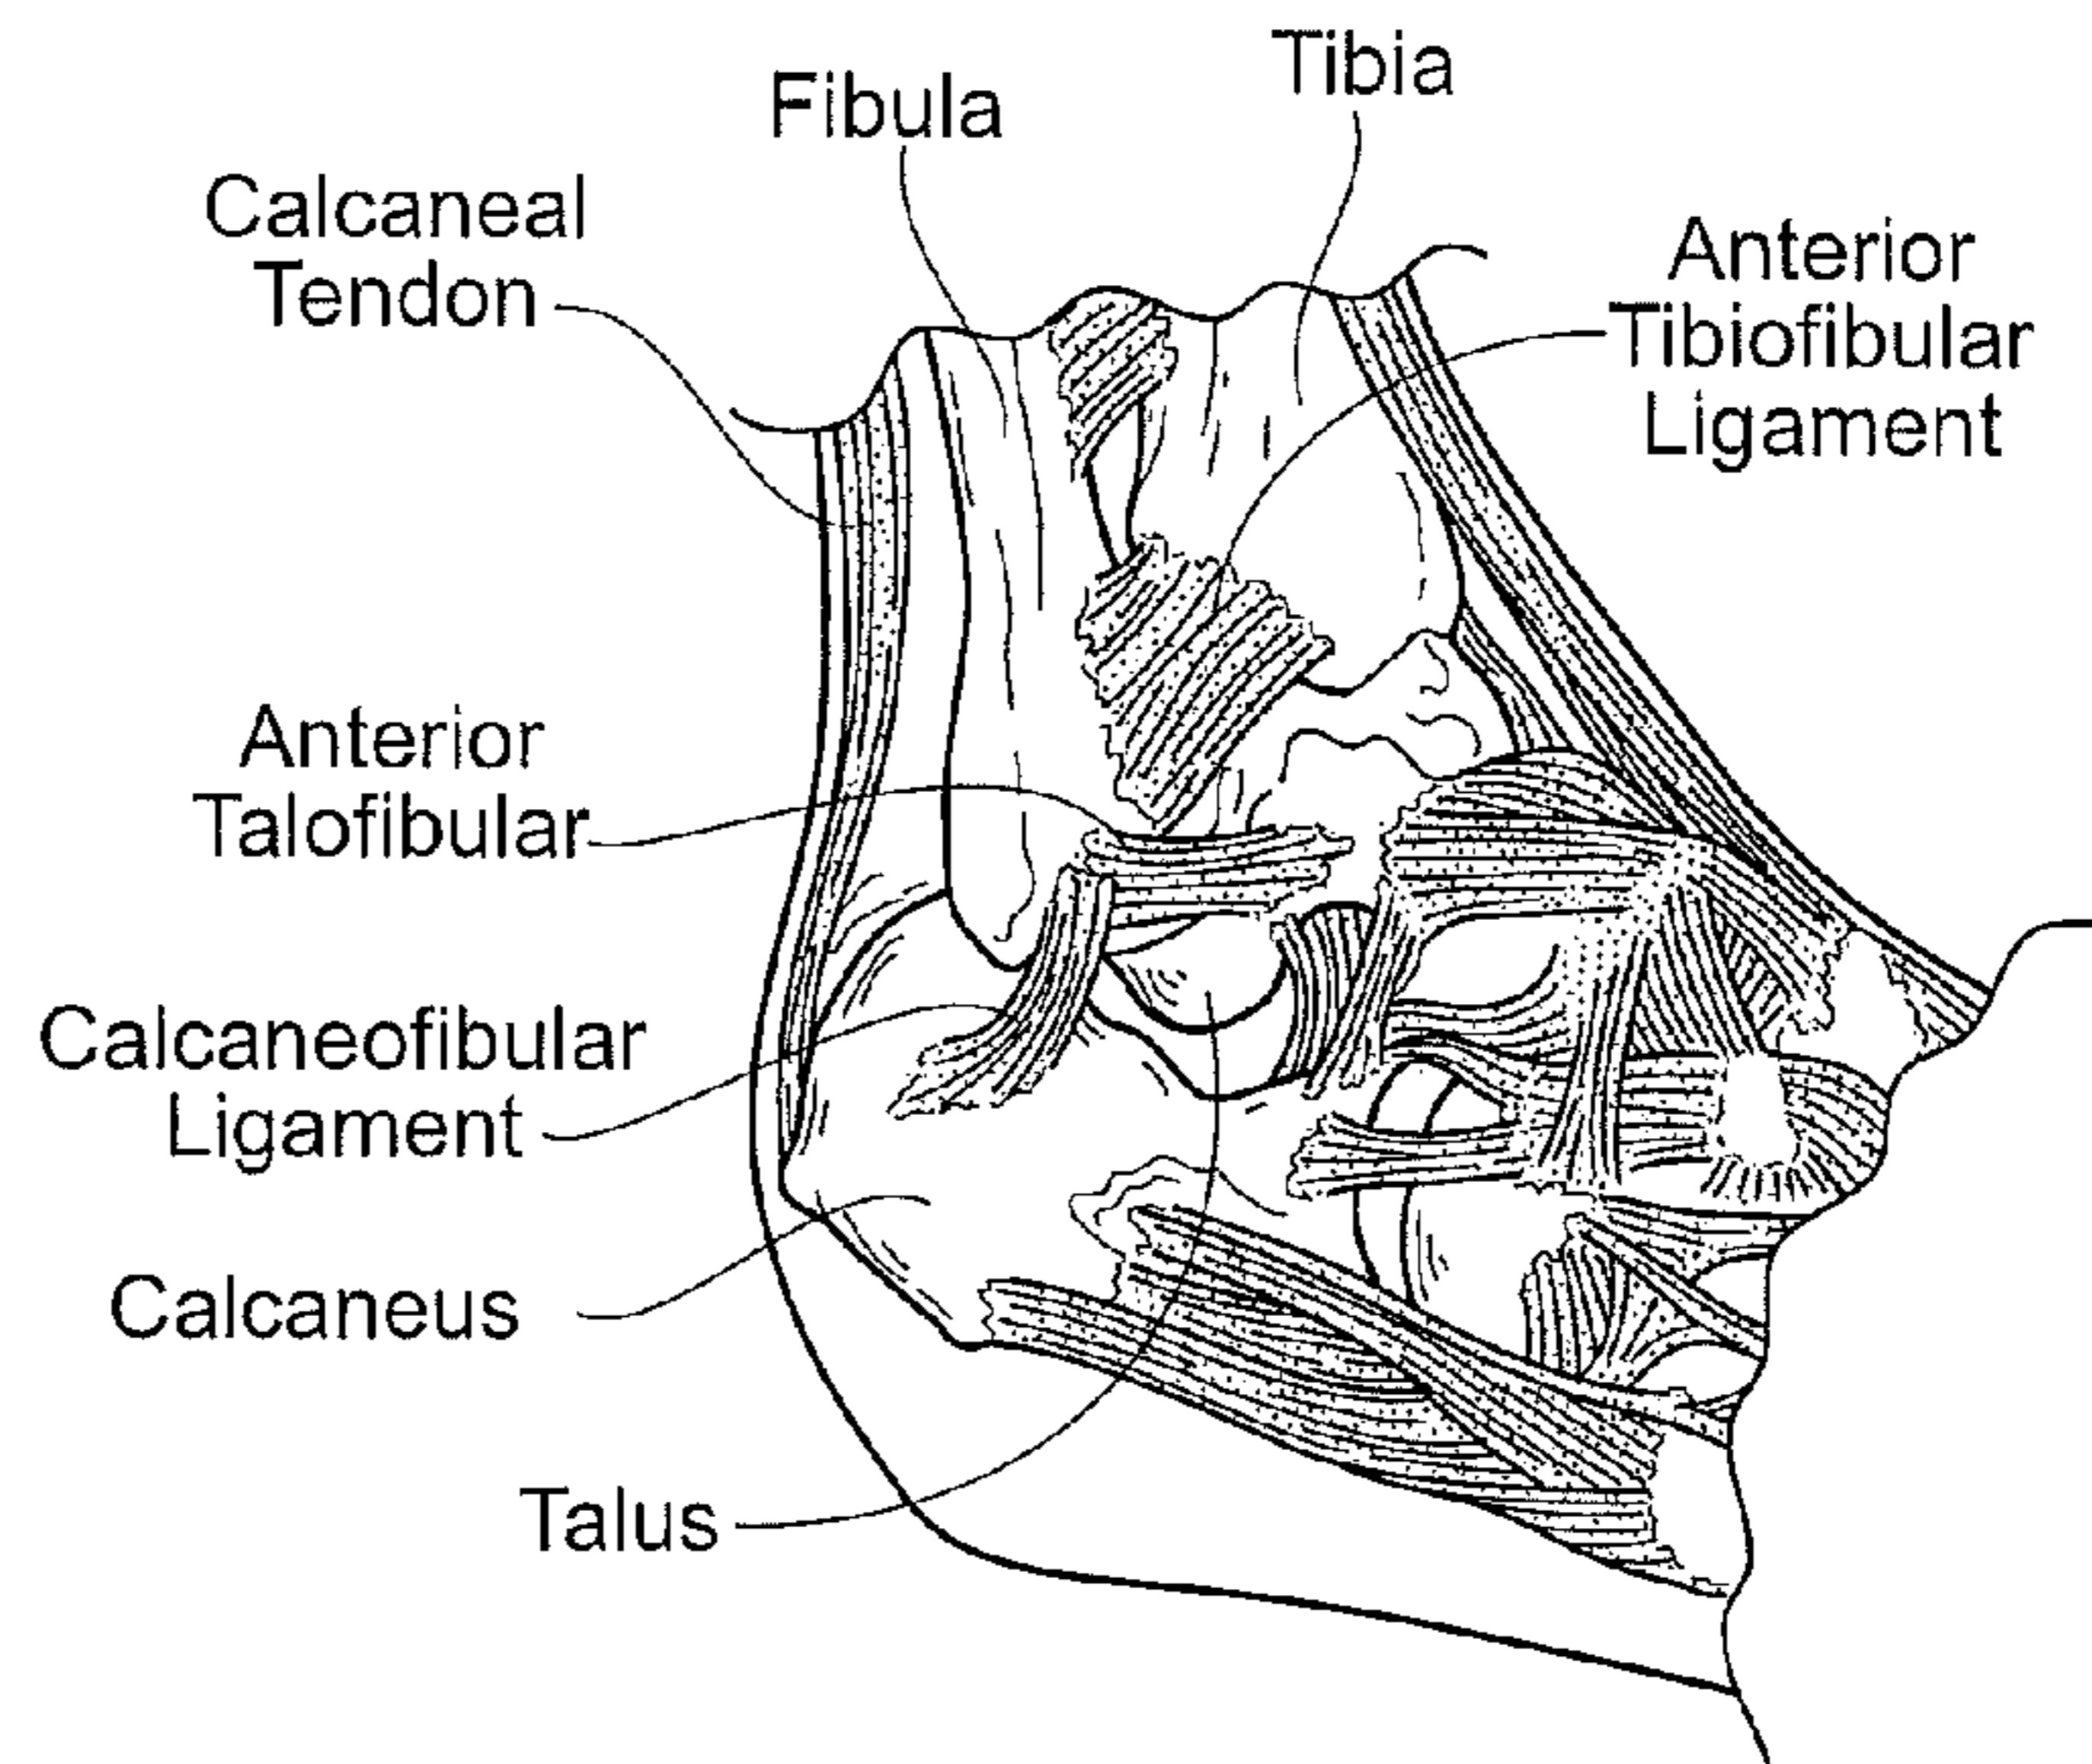 Fibula
Tibia
Calcaneal
Tendon
Anterior
Tibiofibular
Ligament
Anterior
Talofibular
Calcaneofibular
Ligament
Calcaneus
Talus